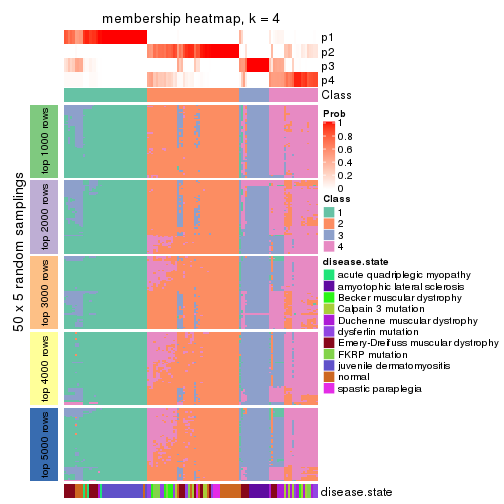 membership heatmap, k = 4
p1
p2
p3
p4
Class
50 x 5 random samplings
top 1000 rows
top 2000 rows
top 3000 rows
top 4000 rows
top 5000 rows
disease.state
Prob
1
0.8
0.6
0.4
0.2
0
Class
1
2
3
4
disease.state
acute quadriplegic myopathy
amyotrophic lateral sclerosis
Becker muscular dystrophy
Calpain 3 mutation
Duchenne muscular dystrophy
dysferlin mutation
Emery-Dreifuss muscular dystrophy
FKRP mutation
juvenile dermatomyositis
normal
spastic paraplegia